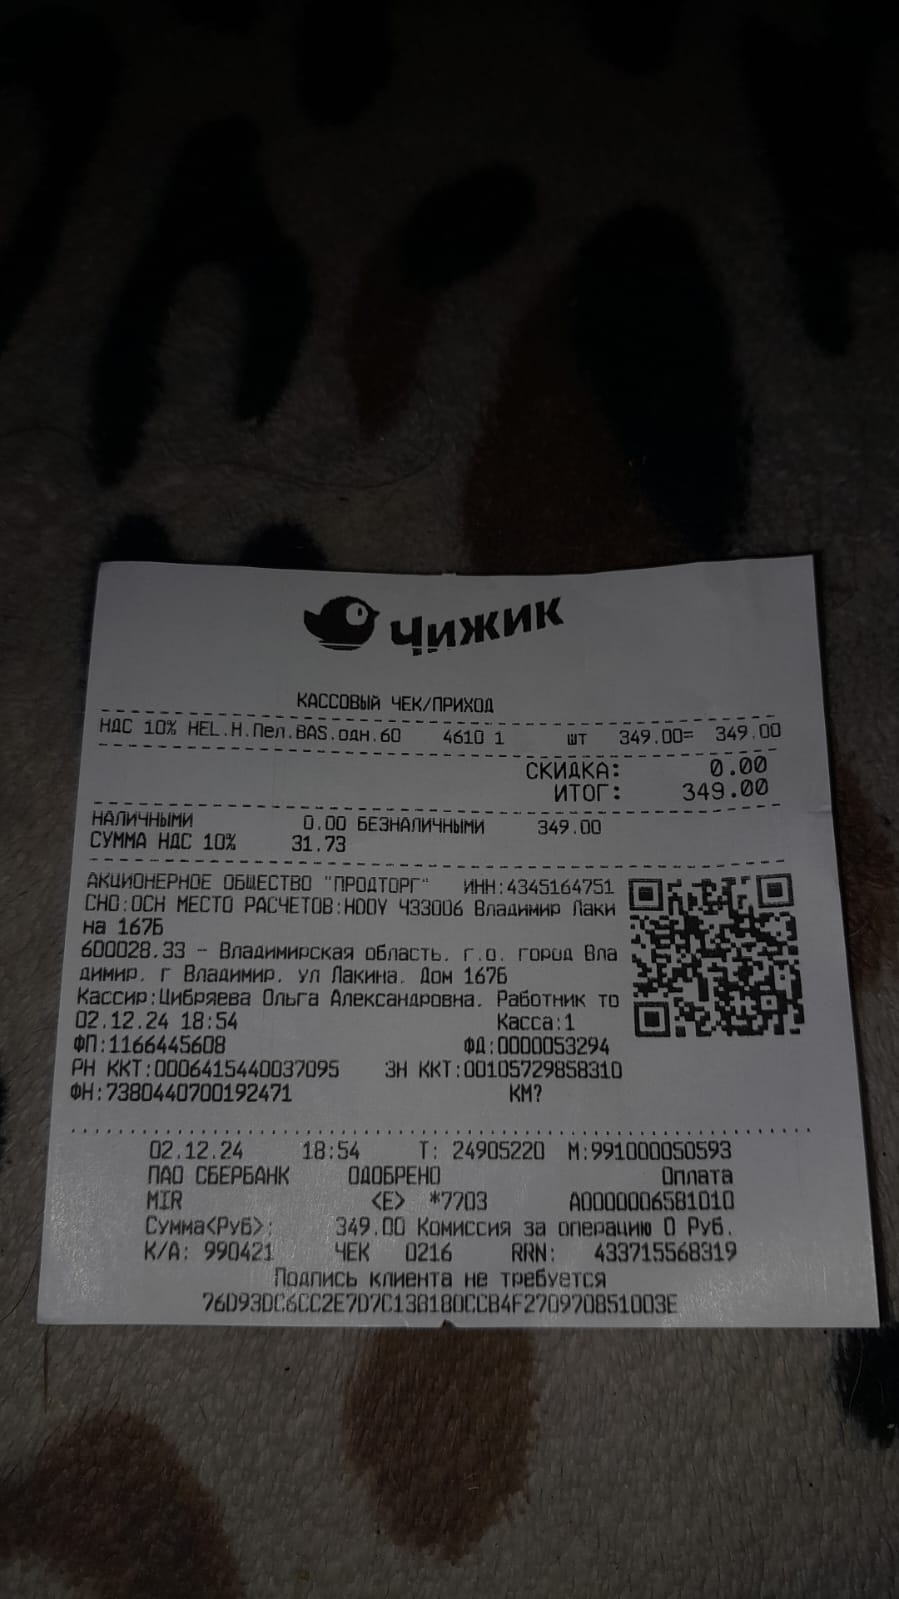 Чижик
КАССОВЫЙ ЧЕК/ПРИХОД
НДС 10% HEL.Н.Пел.BAS.одн.60 4610 1 шт 349.00= 349.00
СКИДКА: 0.00
ИТОГ: 349.00
НАЛИЧНЫМИ 0.00 БЕЗНАЛИЧНЫМИ 349.00
СУММА НДС 10% 31.73
АКЦИОНЕРНОЕ ОБЩЕСТВО "ПРОДТОРГ" ИНН:4345164751
СНО:ОСН МЕСТО РАСЧЕТОВ:HDDY Ч33006 Владимир Лаки
на 167Б
600028.33 - Владимирская область, г.о. город Вла
димир, г Владимир, ул Лакина, Дом 167Б
Кассир:Цибряева Ольга Александровна, Работник то
02.12.24 18:54 Касса:1
ФП:1166445608 ФД:0000053294
РН ККТ:0006415440037095 ЗН ККТ:00105729858310
ФН:7380440700192471 КМ?
02.12.24 18:54 Т: 24905220 М:991000050593
ПАО СБЕРБАНК ОДОБРЕНО Оплата
MIR <E> *7703 A0000006581010
Сумма<Руб>: 349.00 Комиссия за операцию 0 Руб.
К/А: 990421 ЧЕК 0216 RRN: 433715568319
Подпись клиента не требуется
76D93DC6CC2E7D7C138180CCB4F270970851003E